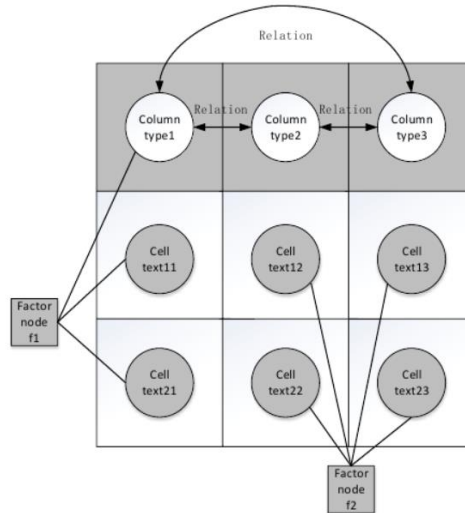 Relation
Relation
Relation
Column
type1
Column
type2
Column
type3
Cell
text11
Cell
text12
Cell
text13
Factor
node
f1
Cell
text21
Cell
text22
Cell
text23
Factor
node
f2